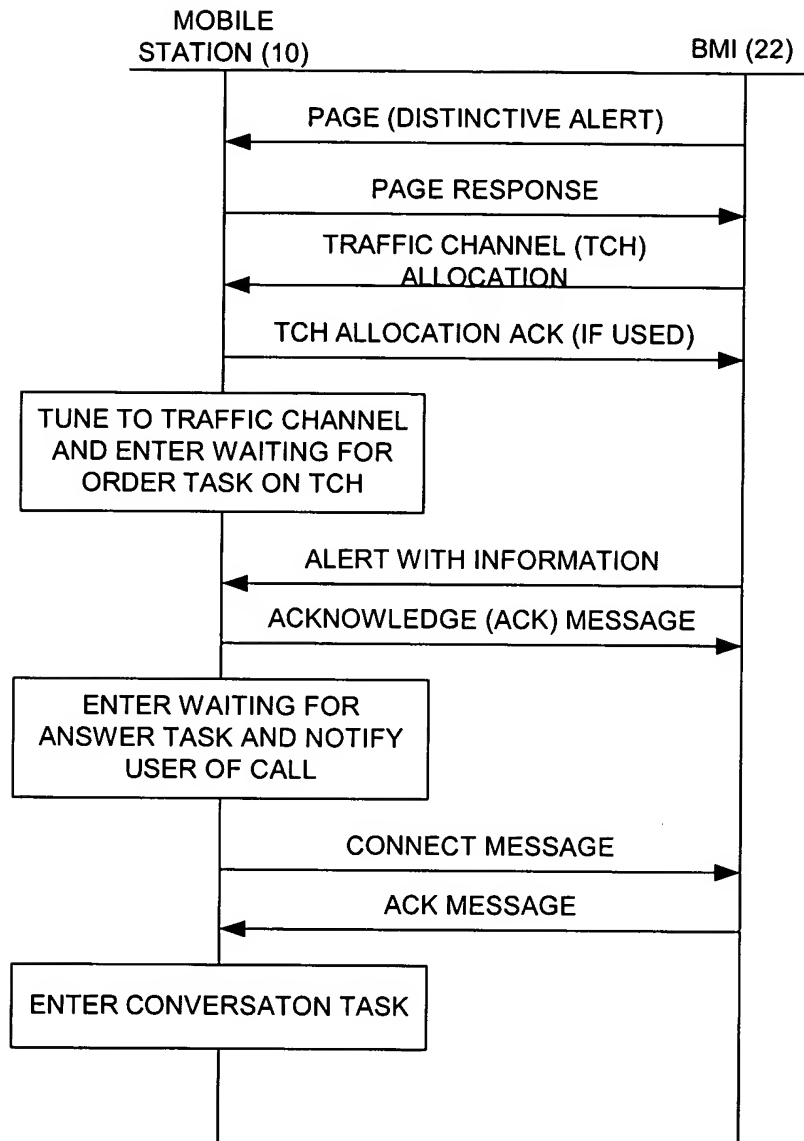 MOBILE
STATION (10)
BMI (22)
PAGE (DISTINCTIVE ALERT)
PAGE RESPONSE
TRAFFIC CHANNEL (TCH)
ALLOCATION
TCH ALLOCATION ACK (IF USED)
TUNE TO TRAFFIC CHANNEL
AND ENTER WAITING FOR
ORDER TASK ON TCH
ALERT WITH INFORMATION
ACKNOWLEDGE (ACK) MESSAGE
ENTER WAITING FOR
ANSWER TASK AND NOTIFY
USER OF CALL
CONNECT MESSAGE
ACK MESSAGE
ENTER CONVERSATON TASK